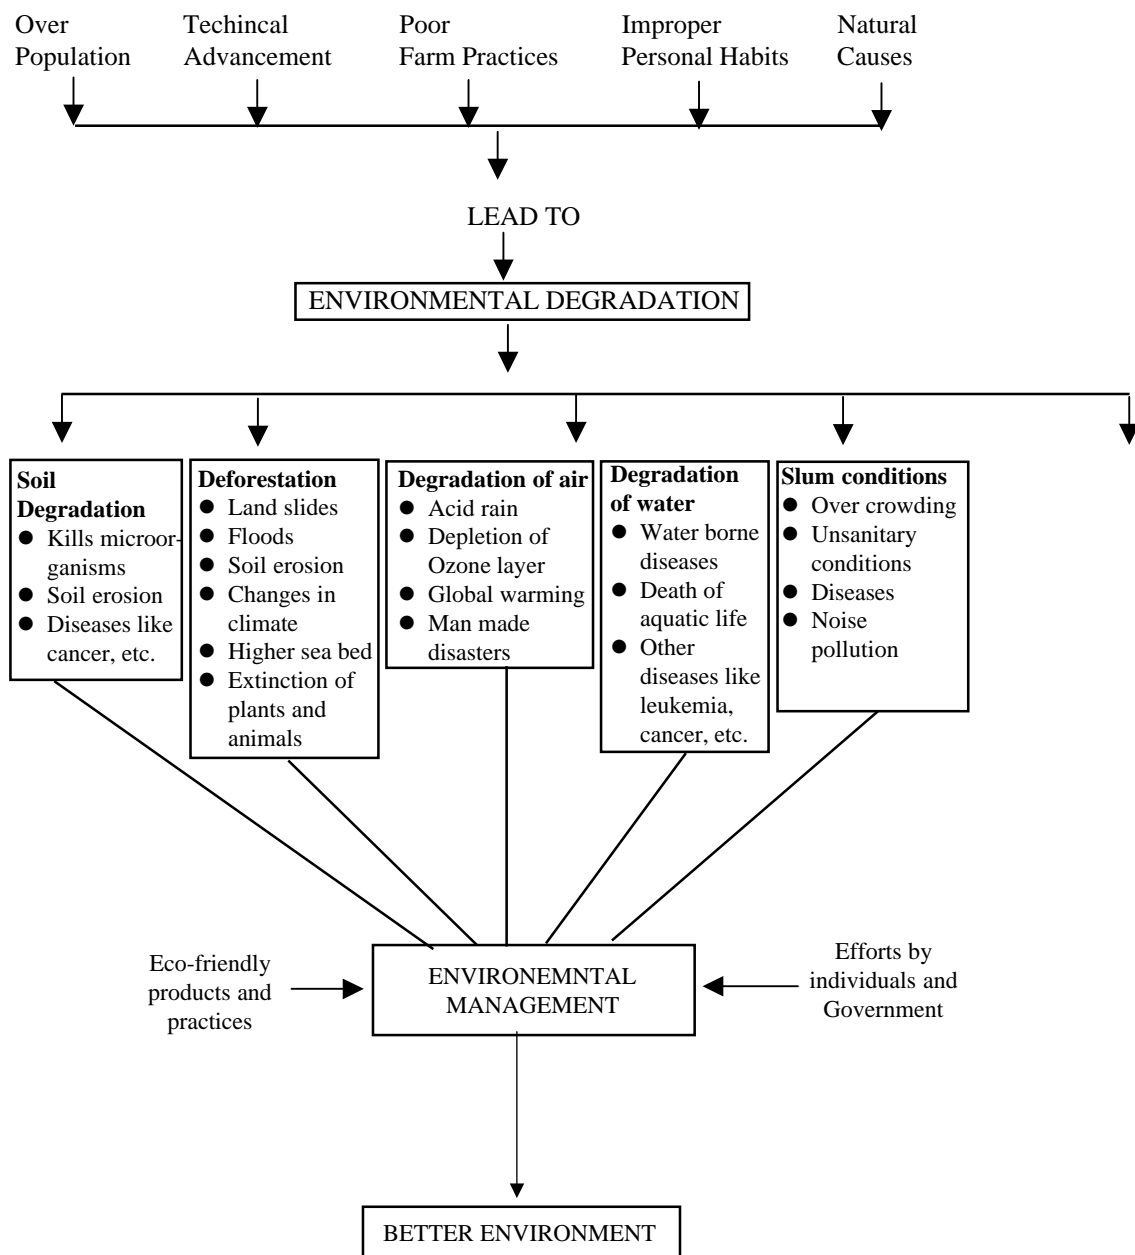 Over
Population
Techincal
Advancement
Poor
Farm Practices
Improper
Personal Habits
Natural
Causes
LEAD TO
ENVIRONMENTAL DEGRADATION
Soil
Degradation
● Kills microor-
ganisms
● Soil erosion
● Diseases like
cancer, etc.
Deforestation
● Land slides
● Floods
● Soil erosion
● Changes in
climate
● Higher sea bed
● Extinction of
plants and
animals
Degradation of air
● Acid rain
● Depletion of
Ozone layer
● Global warming
● Man made
disasters
Degradation
of water
● Water borne
diseases
● Death of
aquatic life
● Other
diseases like
leukemia,
cancer, etc.
Slum conditions
● Over crowding
● Unsanitary
conditions
● Diseases
● Noise
pollution
Eco-friendly
products and
practices
ENVIRONEMNTAL
MANAGEMENT
Efforts by
individuals and
Government
BETTER ENVIRONMENT